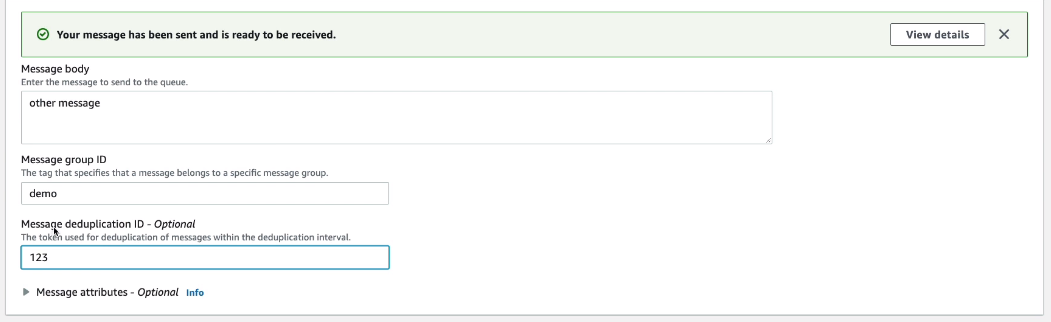 Your message has been sent and is ready to be received.
View details
Message body
Enter the message to send to the queue.
other message
Message group ID
The tag that specifies that a message belongs to a specific message group.
demo
Message deduplication ID - Optional
The token used for deduplication of messages within the deduplication interval.
123
Message attributes - Optional Info